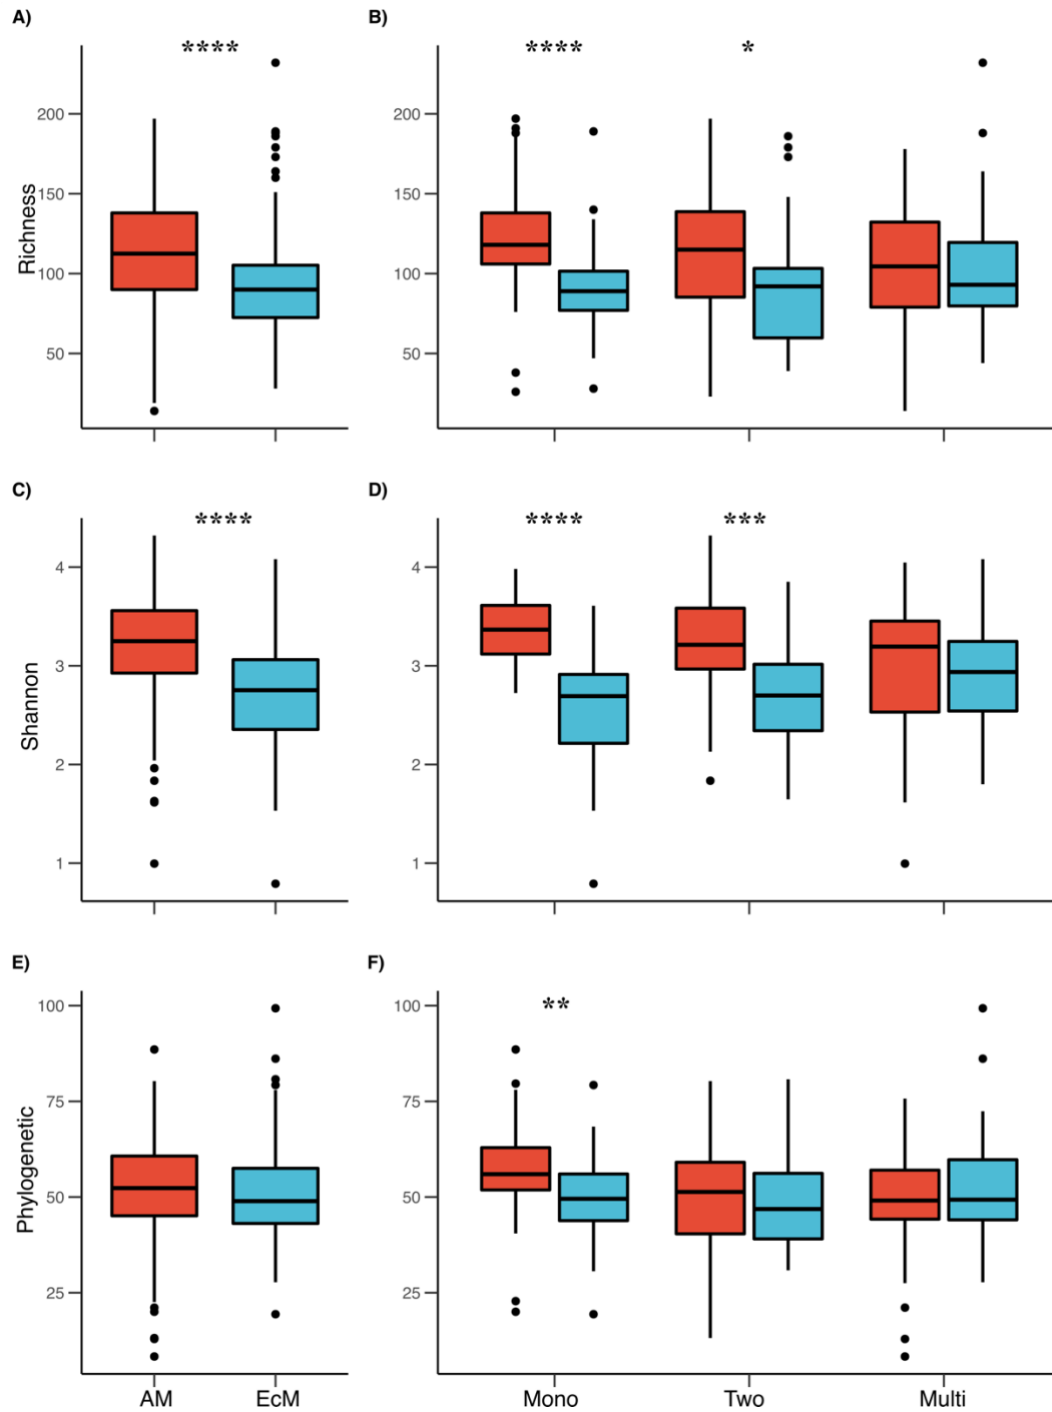 A)
****
200
150
100
50
Richness
B)
****
*
200
150
100
50
C)
****
4
3
2
1
Shannon
D)
****
***
4
3
2
1
E)
100
75
50
25
Phylogenetic
AM
EcM
F)
**
100
75
50
25
Mono
Two
Multi